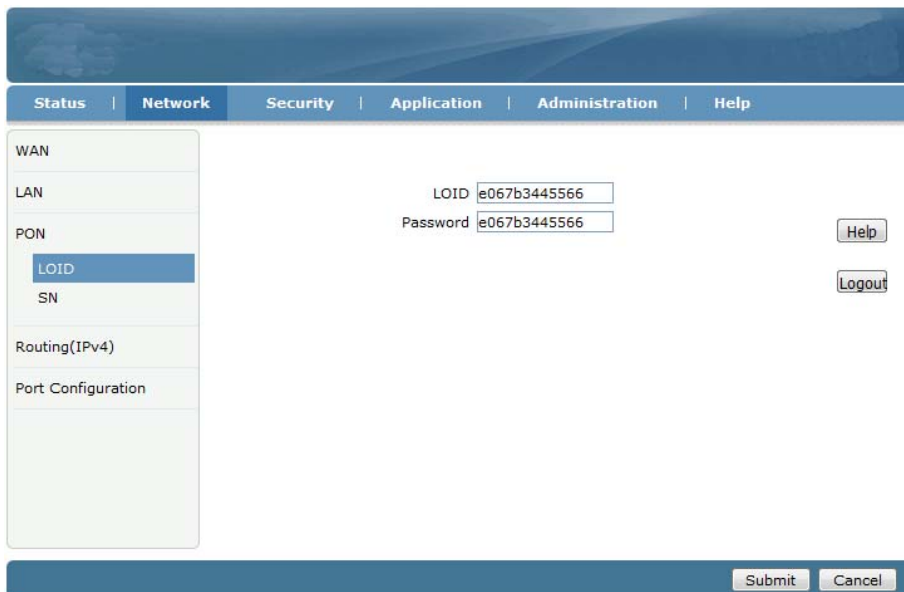 Status | Network Security | Application | Administration | Help
WAN
LAN
PON
LOID
SN
Routing(IPv4)
Port Configuration
LOID e067b3445566
Password e067b3445566
Help
Logout
Submit Cancel